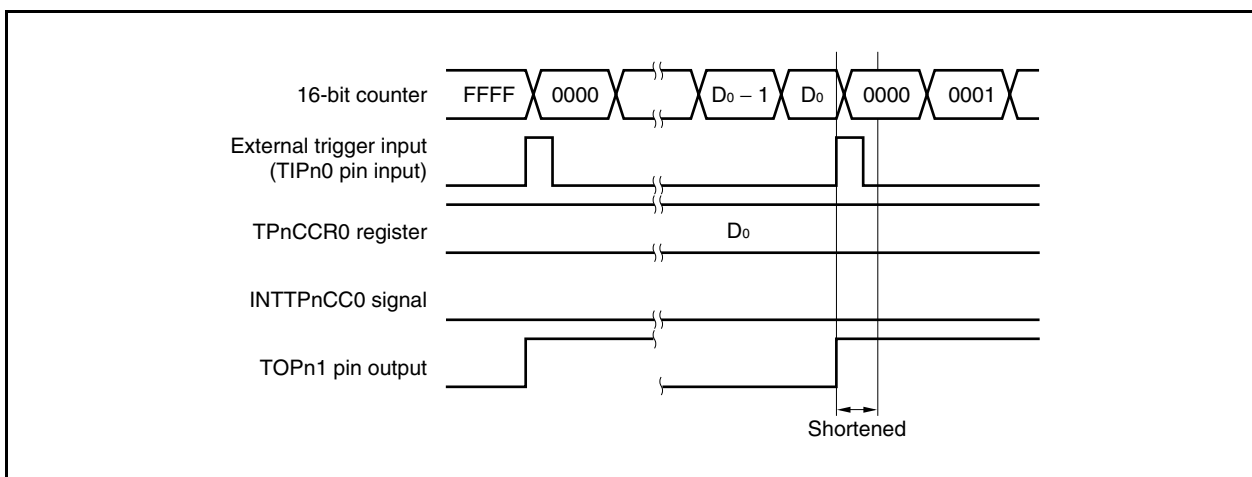 16-bit counter FFFF 0000 D₀ − 1 D₀ 0000 0001
External trigger input
(TIPn0 pin input)
TPnCCR0 register D₀
INTTPnCC0 signal
TOPn1 pin output
Shortened